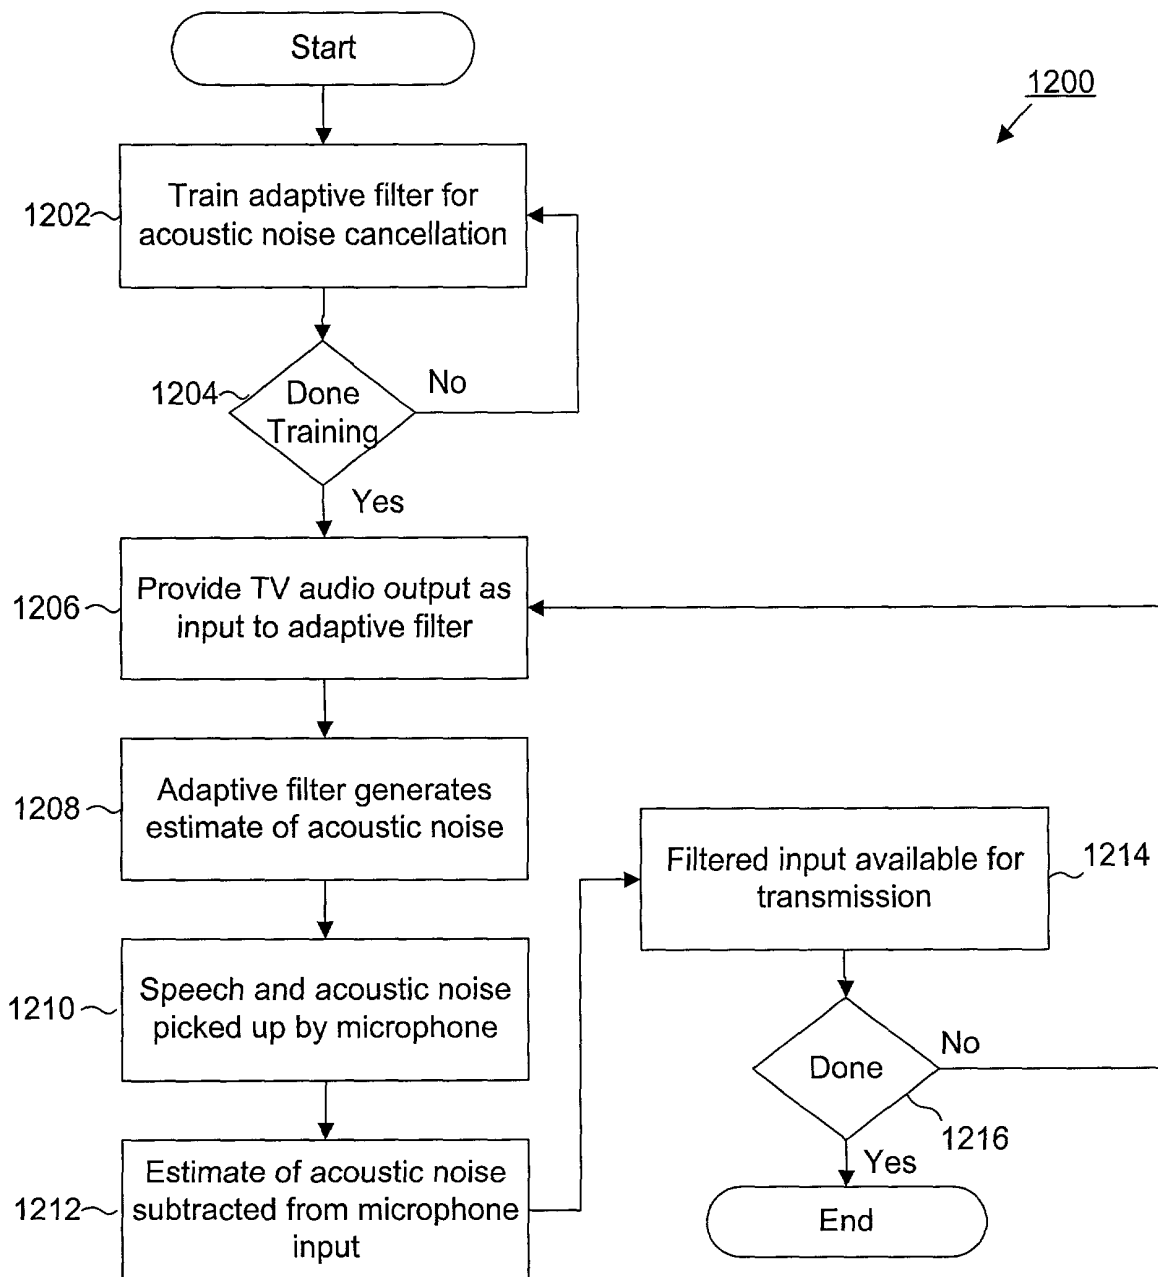 Start
1200
1202
Train adaptive filter for
acoustic noise cancellation
1204
Done
Training
No
Yes
1206
Provide TV audio output as
input to adaptive filter
1208
Adaptive filter generates
estimate of acoustic noise
1210
Speech and acoustic noise
picked up by microphone
1212
Estimate of acoustic noise
subtracted from microphone
input
Filtered input available for
transmission
1214
Done
No
1216
Yes
End